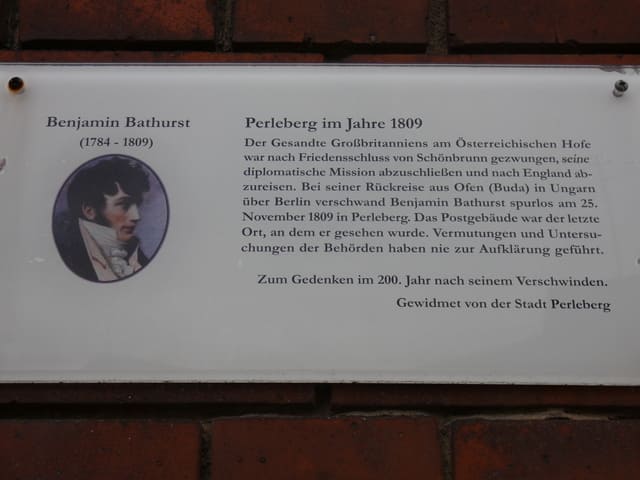 Benjamin Bathurst
(1784 - 1809)
Perleberg im Jahre 1809
Der Gesandte Großbritanniens am Österreichischen Hofe
war nach Friedensschluss von Schönbrunn gezwungen, seine
diplomatische Mission abzuschließen und nach England ab-
zureisen. Bei seiner Rückreise aus Ofen (Buda) in Ungarn
über Berlin verschwand Benjamin Bathurst spurlos am 25.
November 1809 in Perleberg. Das Postgebäude war der letzte
Ort, an dem er gesehen wurde. Vermutungen und Untersu-
chungen der Behörden haben nie zur Aufklärung geführt.
Zum Gedenken im 200. Jahr nach seinem Verschwinden.
Gewidmet von der Stadt Perleberg